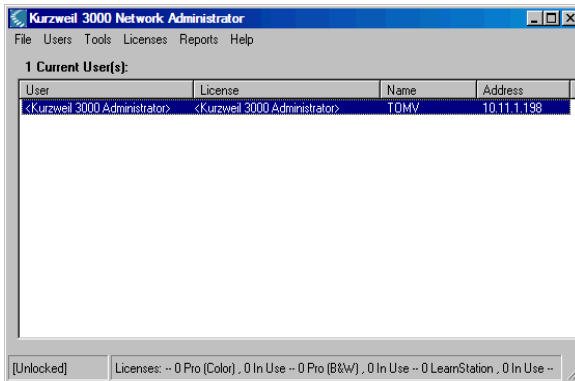 Kurzweil 3000 Network Administrator
File Users Tools Licenses Reports Help
1 Current User(s):
User License Name Address
<Kurzweil 3000 Administrator> <Kurzweil 3000 Administrator> TOMV 10.11.1.198
[Unlocked] Licenses: -- 0 Pro (Color) , 0 In Use -- 0 Pro (B&W) , 0 In Use -- 0 LearnStation , 0 In Use --